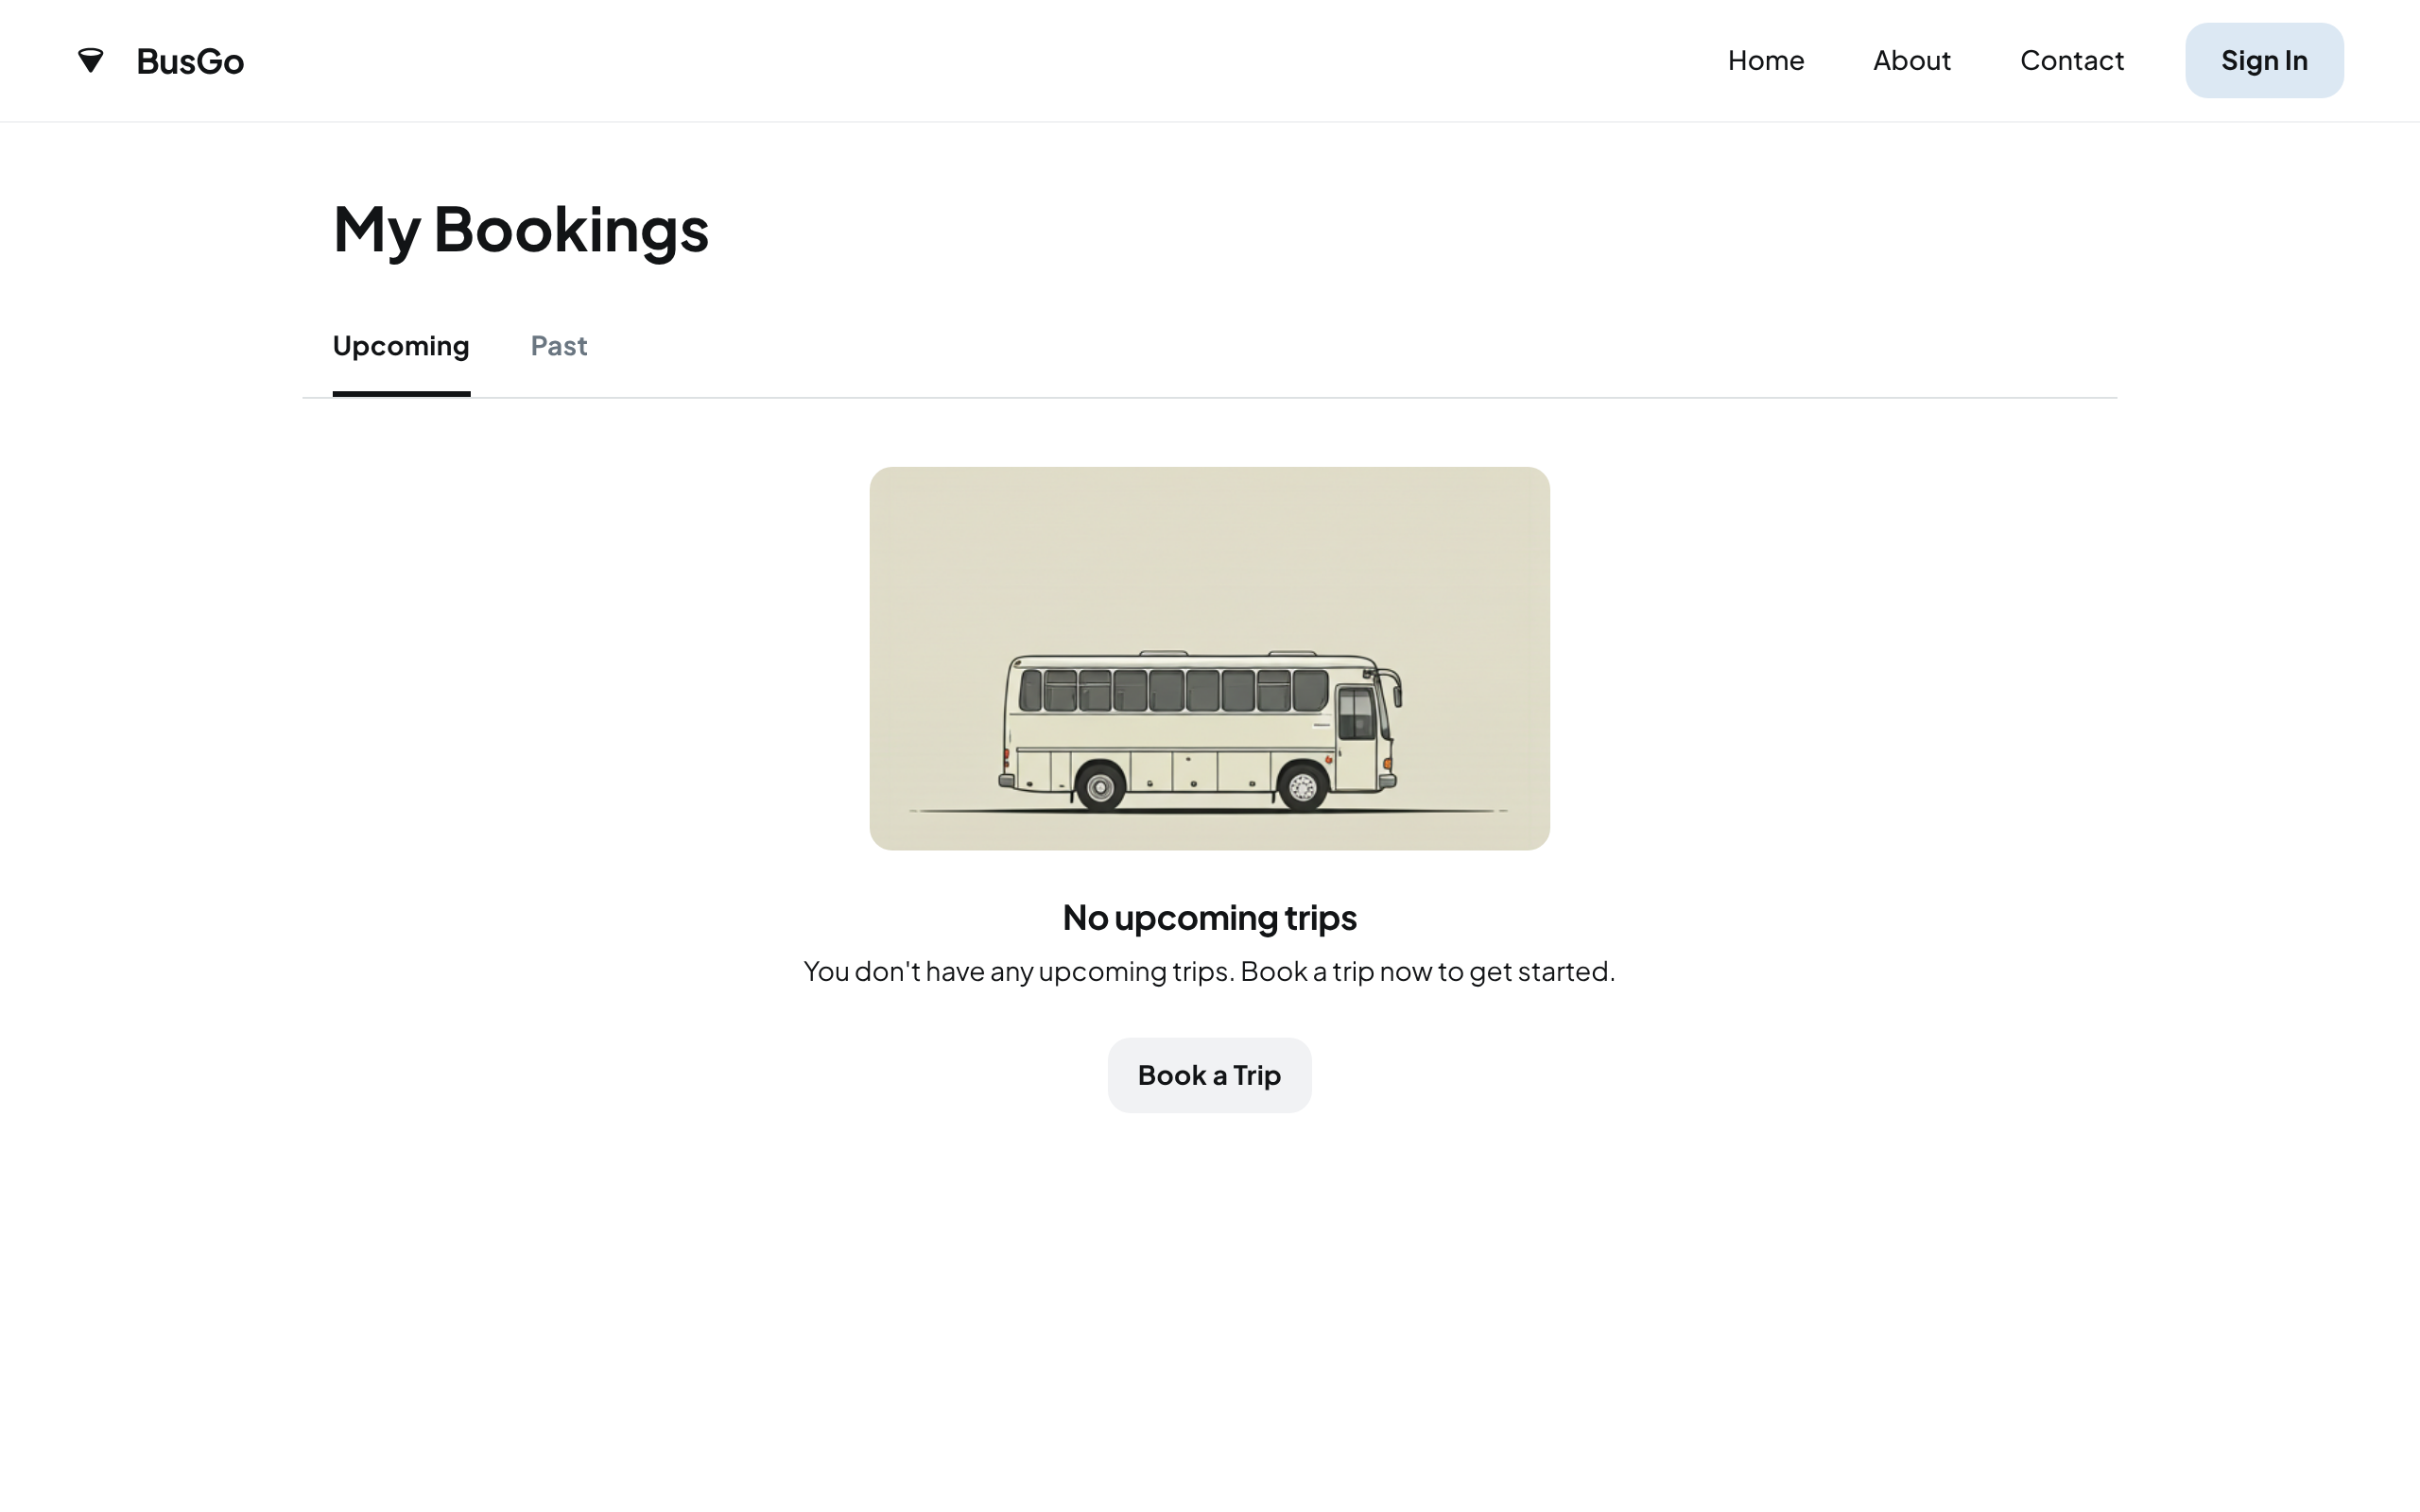 BusGo
Home
About
Contact
Sign In
My Bookings
Upcoming
Past
No upcoming trips
You don't have any upcoming trips. Book a trip now to get started.
Book a Trip